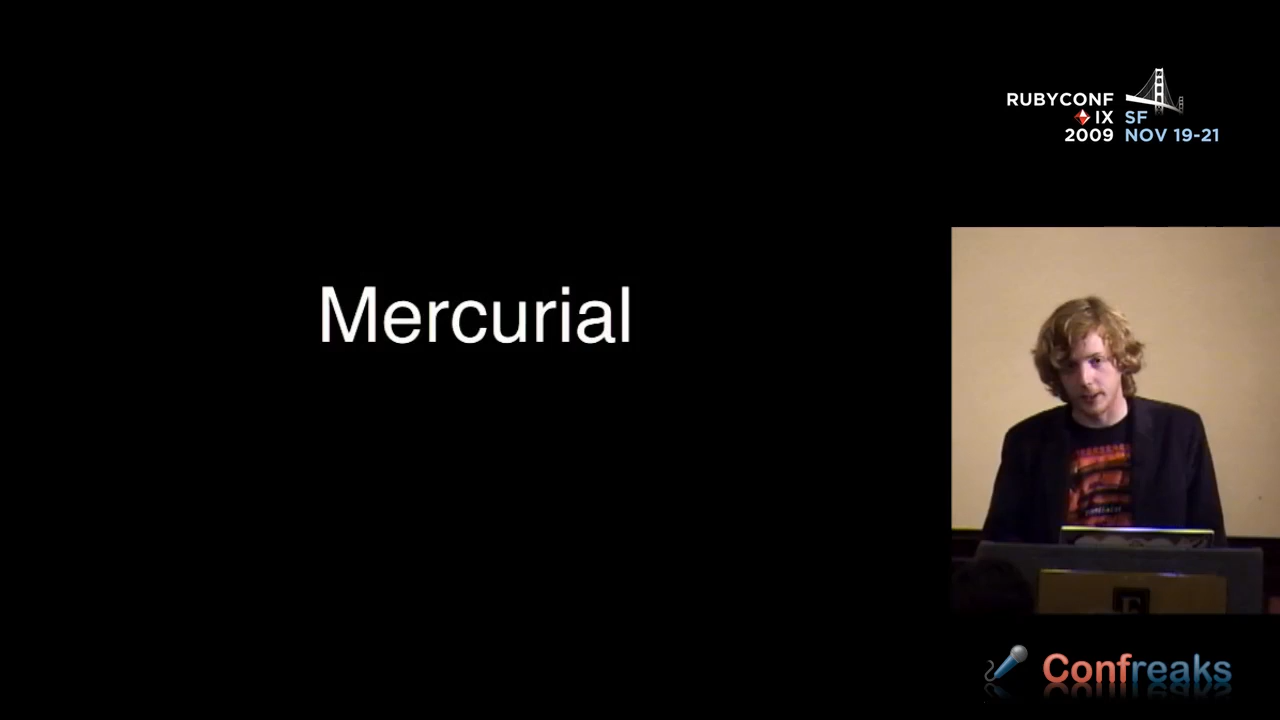 RUBYCONF
IX SF
2009 NOV 19-21
Mercurial
Confreaks